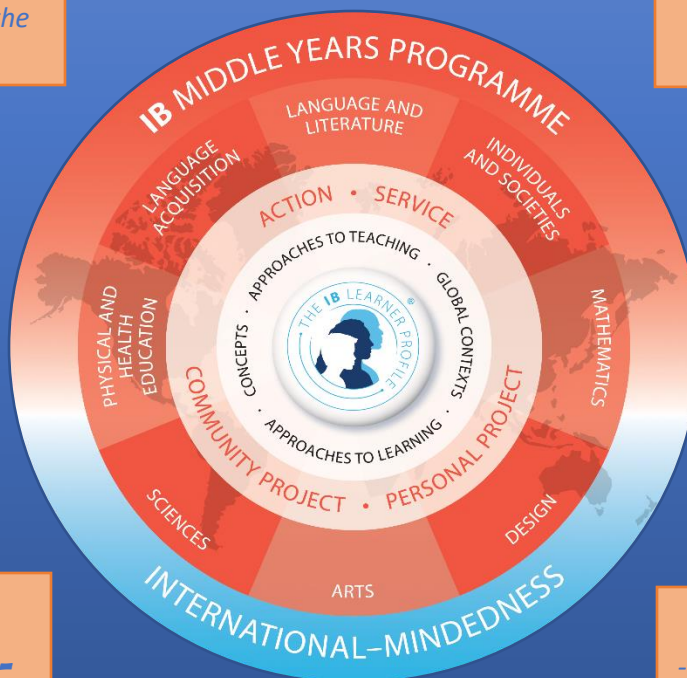 the
IB MIDDLE YEARS PROGRAMME
LANGUAGE AND
LITERATURE
LANGUAGE
ACQUISITION
INDIVIDUALS
AND SOCIETIES
PHYSICAL AND
HEALTH
EDUCATION
MATHEMATICS
SCIENCES
ARTS
DESIGN
ACTION • SERVICE
COMMUNITY PROJECT • PERSONAL PROJECT
APPROACHES TO TEACHING · GLOBAL CONTEXTS · APPROACHES TO LEARNING · CONCEPTS ·
• THE IB LEARNER PROFILE • ®
INTERNATIONAL–MINDEDNESS